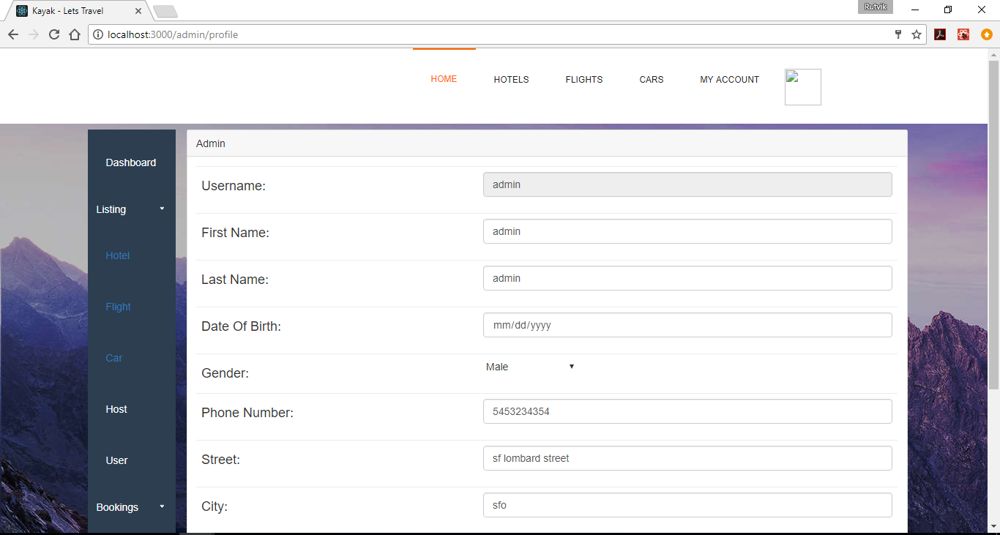 Kayak - Lets Travel
Rutvik
localhost:3000/admin/profile
HOME HOTELS FLIGHTS CARS MY ACCOUNT
Dashboard
Listing
Hotel
Flight
Car
Host
User
Bookings
Admin
Username: admin
First Name: admin
Last Name: admin
Date Of Birth: mm/dd/yyyy
Gender: Male
Phone Number: 5453234354
Street: sf lombard street
City: sfo